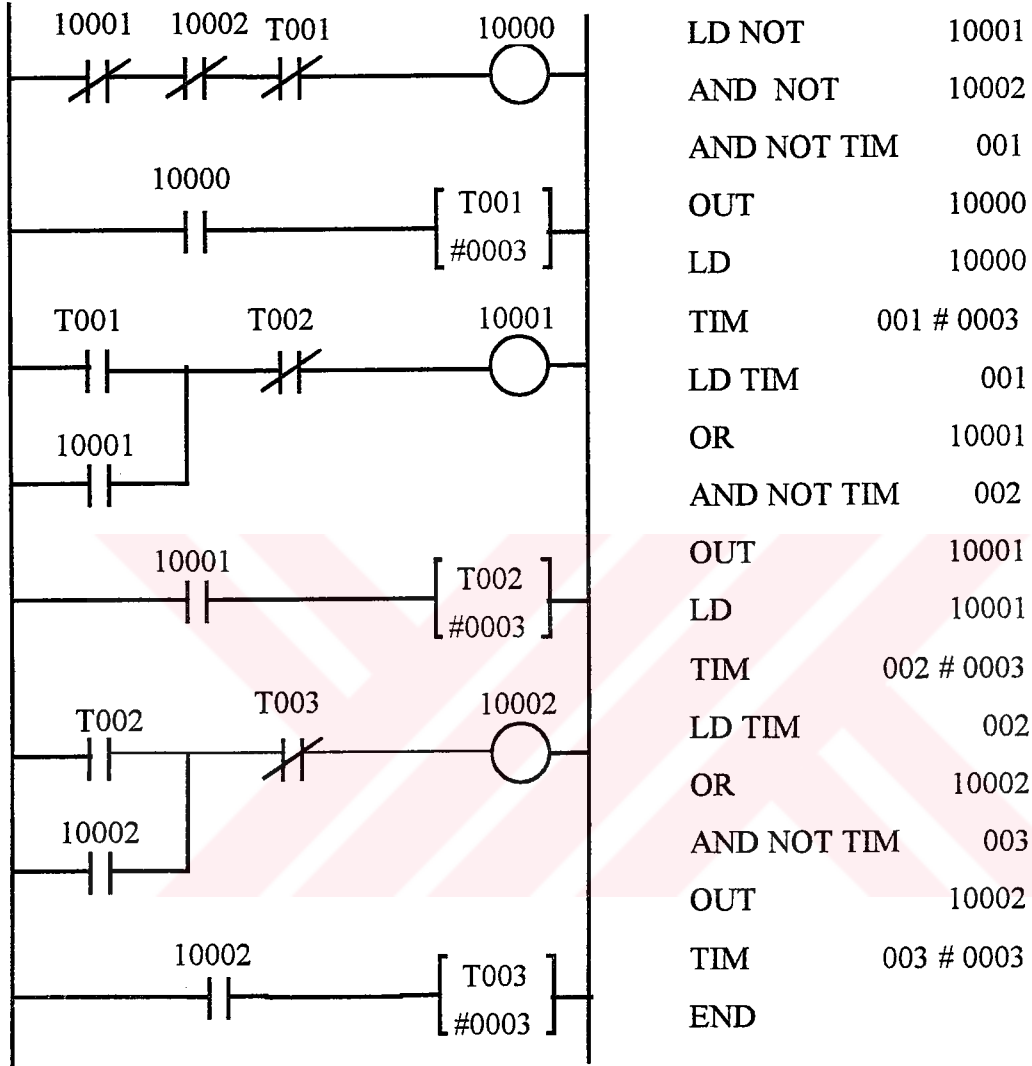 10001 10002 T001 10000
10000
T001
#0003
T001 T002 10001
10001
10001
T002
#0003
T002 T003 10002
10002
10002
T003
#0003
LD NOT 10001
AND NOT 10002
AND NOT TIM 001
OUT 10000
LD 10000
TIM 001 # 0003
LD TIM 001
OR 10001
AND NOT TIM 002
OUT 10001
LD 10001
TIM 002 # 0003
LD TIM 002
OR 10002
AND NOT TIM 003
OUT 10002
TIM 003 # 0003
END